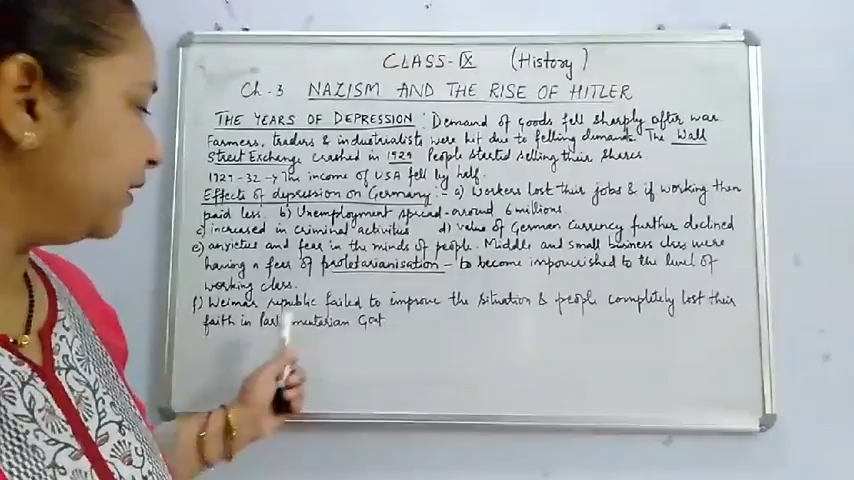 CLASS-IX (History)
Ch. 3 NAZISM AND THE RISE OF HITLER
THE YEARS OF DEPRESSION : Demand of goods fell sharply after war.
Farmers, traders & industrialists were hit due to felling demands. The Wall
Street Exchange crashed in 1929 People started selling their shares
1929-32 → The income of USA fell by half.
Effects of depression on Germany:- a) Workers lost their jobs & if working then
paid less. b) Unemployment spread - around 6 millions.
c) increased in criminal activities d) value of German currency further declined
e) anxieties and fear in the minds of people. Middle and small business class were
having a fear of proletarianisation - to become impoverished to the level of
working class.
f) Weimar republic failed to improve the situation & people completely lost their
faith in Govt